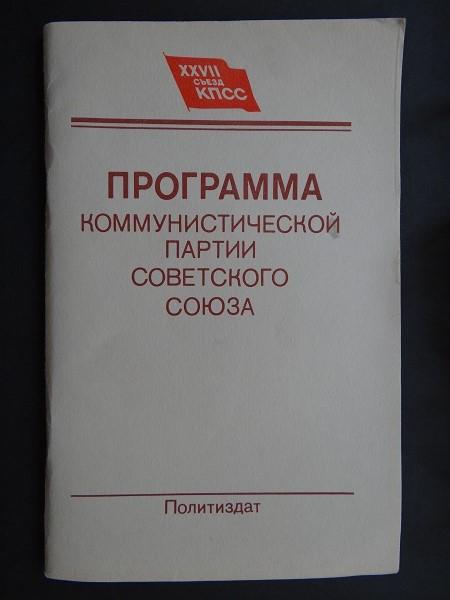 XXVII
СЪЕЗД
КПСС
ПРОГРАММА
КОММУНИСТИЧЕСКОЙ
ПАРТИИ
СОВЕТСКОГО
СОЮЗА
Политиздат